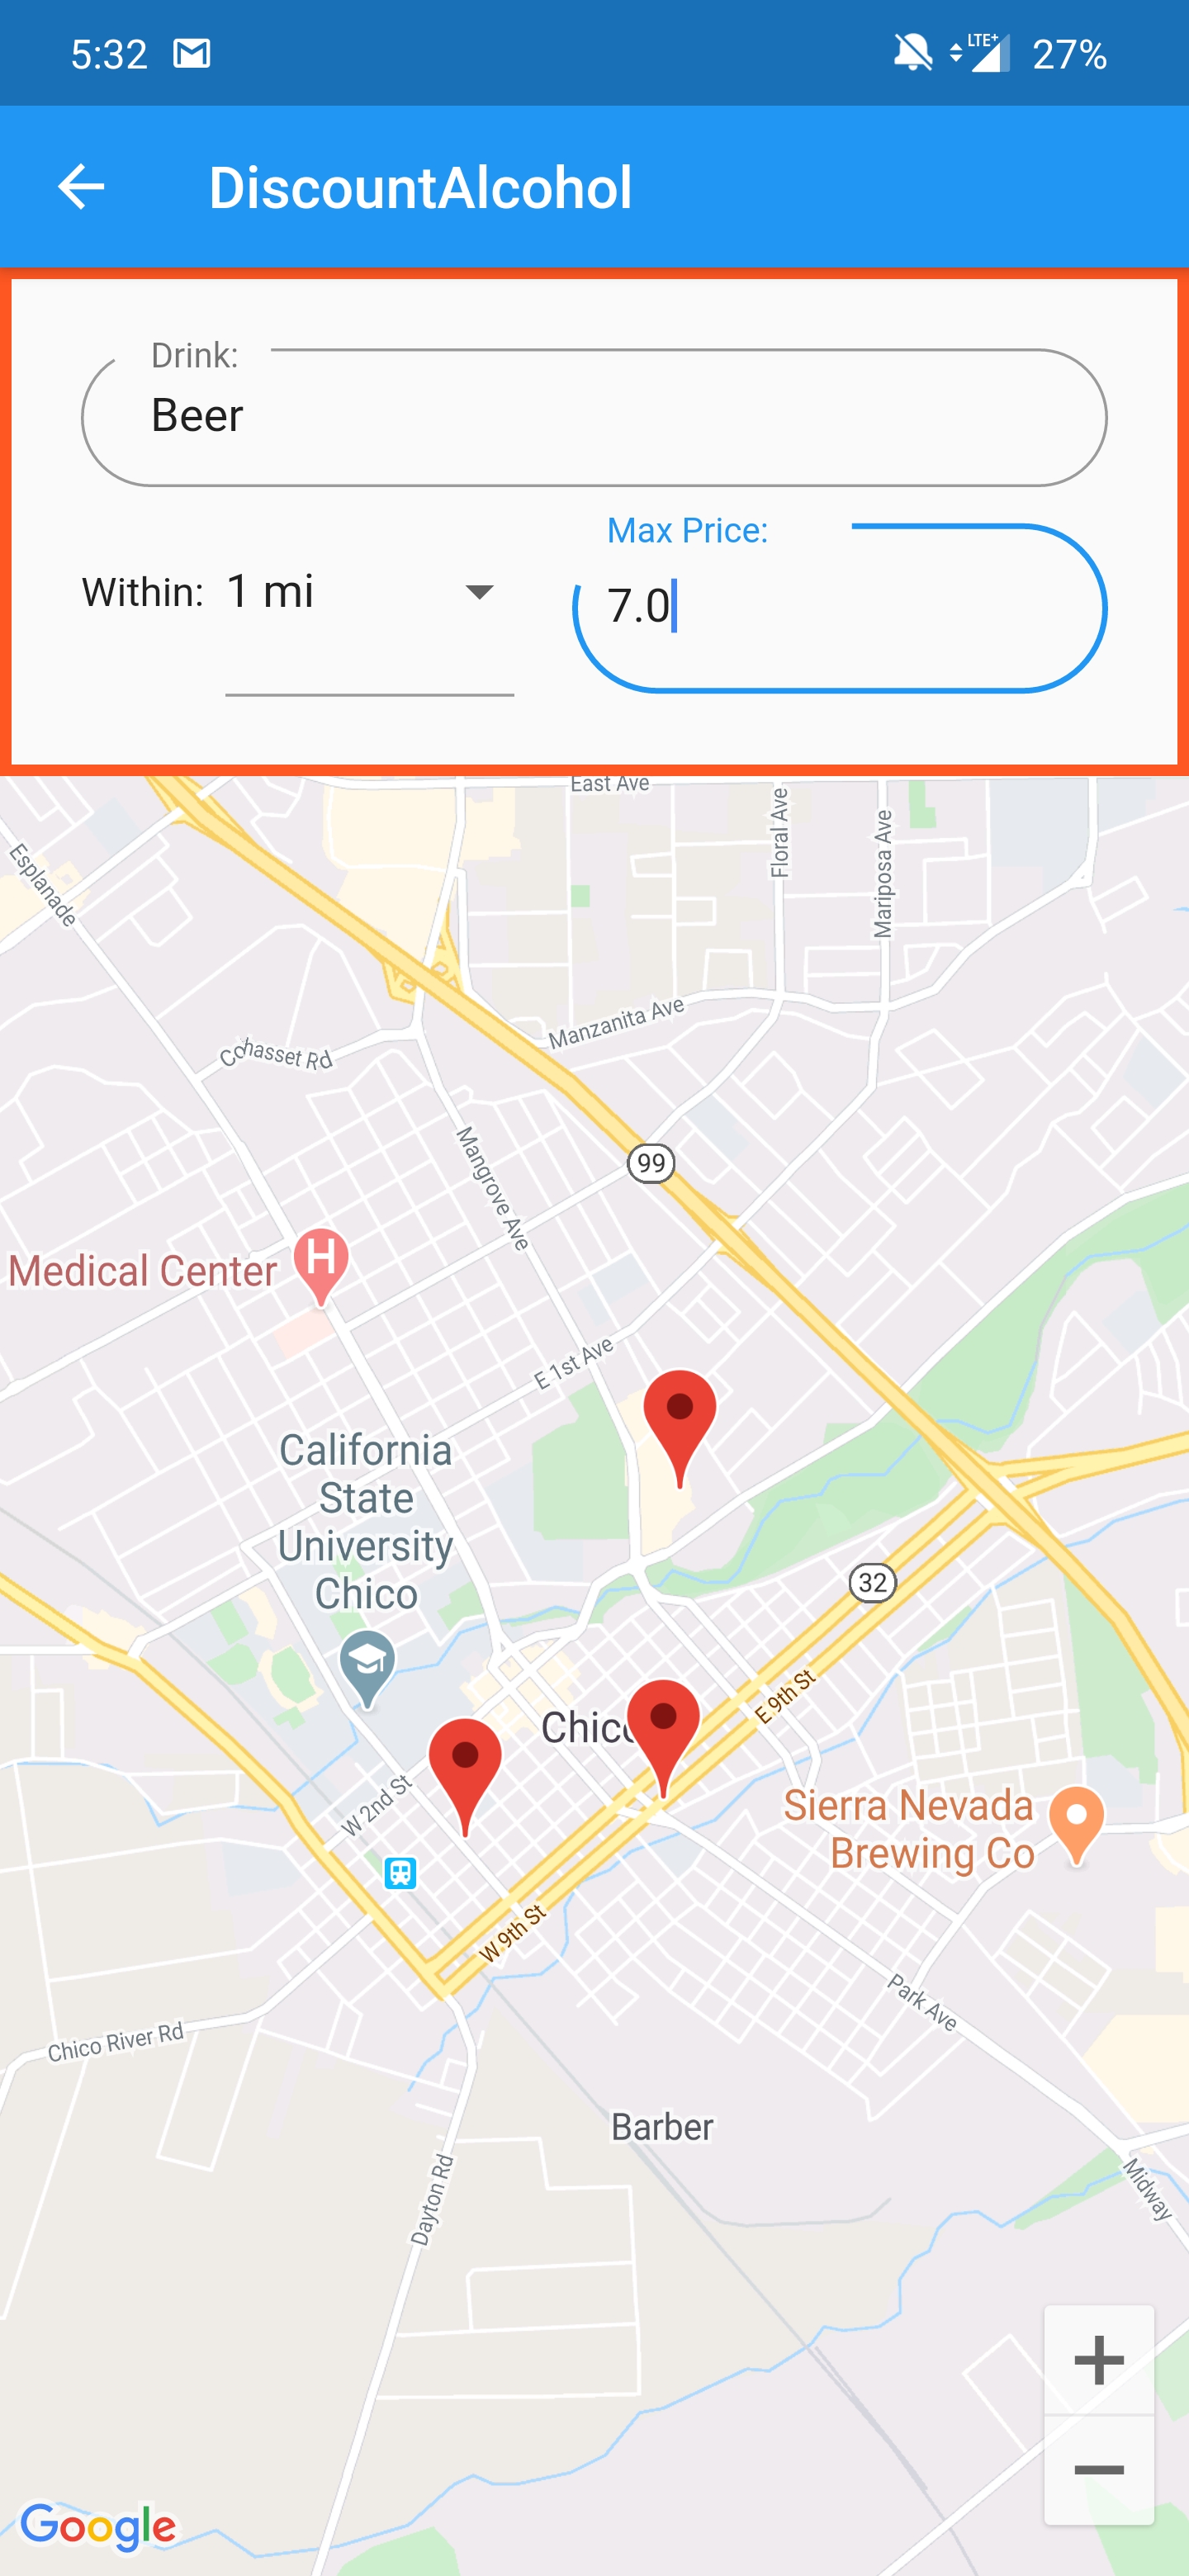 5:32
LTE+
27%
DiscountAlcohol
Drink:
Beer
Max Price:
Within: 1 mi
7.0
East Ave
Floral Ave
Mariposa Ave
Esplanade
Manzanita Ave
Cohasset Rd
Mangrove Ave
99
Medical Center
H
E 1st Ave
California
State
University
Chico
32
E 9th St
Chico
W 2nd St
Sierra Nevada
Brewing Co
W 9th St
Park Ave
Chico River Rd
Barber
Dayton Rd
Midway
+
−
Google